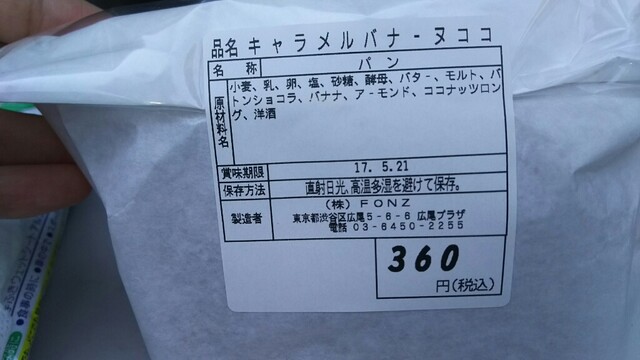 品名 キャラメルバナーヌココ
名称 パン
原材料名 小麦、乳、卵、塩、砂糖、酵母、バター、モルト、バ
トンショコラ、バナナ、アーモンド、ココナッツロン
グ、洋酒
賞味期限 17. 5.21
保存方法 直射日光、高温多湿を避けて保存。
製造者 (株) FONZ
東京都渋谷区広尾5-6-6 広尾プラザ
電話 03-6450-2255
360
円(税込)